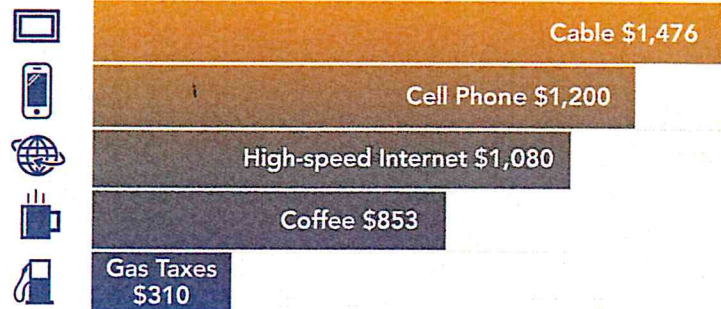 Cable $1,476
Cell Phone $1,200
High-speed Internet $1,080
Coffee $853
Gas Taxes
$310